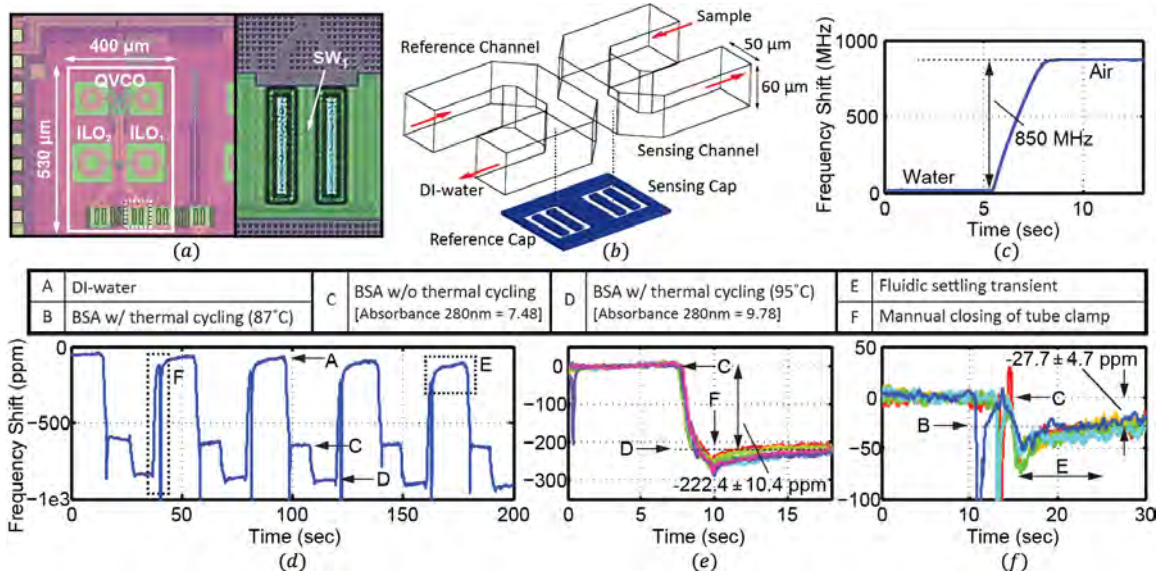 400 µm
QVCO
ILO₂ ILO₁
530 µm
SW₁
(a)
Reference Channel
Sample
50 µm
60 µm
DI-water
Sensing Channel
Sensing Cap
Reference Cap
(b)
Frequency Shift (MHz)
1000
500
0
Air
850 MHz
Water
0 5 10
Time (sec)
(c)
A DI-water
B BSA w/ thermal cycling (87˚C)
C BSA w/o thermal cycling
[Absorbance 280nm = 7.48]
D BSA w/ thermal cycling (95˚C)
[Absorbance 280nm = 9.78]
E Fluidic settling transient
F Mannual closing of tube clamp
Frequency Shift (ppm)
0
−500
−1e3
F
A
E
C
D
0 50 100 150 200
Time (sec)
(d)
0
−100
−200
−300
C
F
D
-222.4 ± 10.4 ppm
0 5 10 15
Time (sec)
(e)
50
0
−50
−100
-27.7 ± 4.7 ppm
C
B
E
0 10 20 30
Time (sec)
(f)